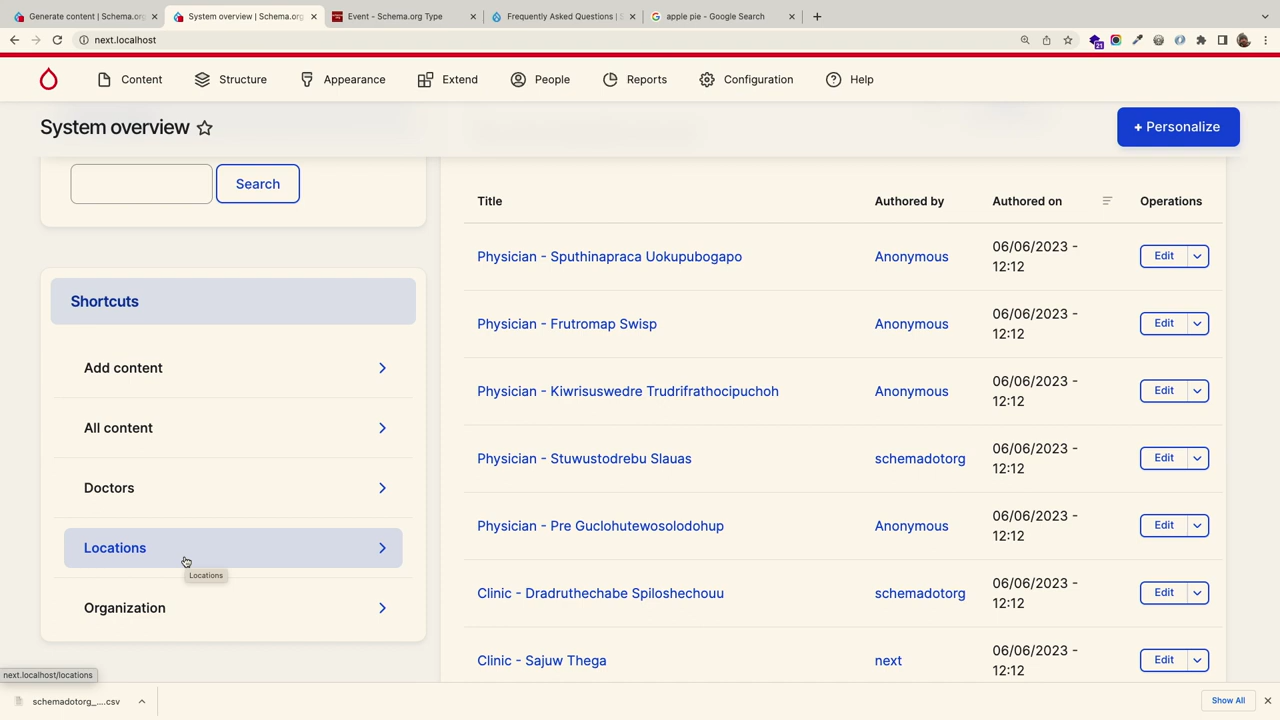 Generate content | Schema.org
System overview | Schema.org
Event - Schema.org Type
Frequently Asked Questions | S
apple pie - Google Search
next.localhost
21
Content
Structure
Appearance
Extend
People
Reports
Configuration
Help
System overview
+ Personalize
Search
Shortcuts
Add content
All content
Doctors
Locations
Locations
Organization
Title
Authored by
Authored on
Operations
Physician - Sputhinapraca Uokupubogapo
Anonymous
06/06/2023 -
12:12
Edit
Physician - Frutromap Swisp
Anonymous
06/06/2023 -
12:12
Edit
Physician - Kiwrisuswedre Trudrifrathocipuchoh
Anonymous
06/06/2023 -
12:12
Edit
Physician - Stuwustodrebu Slauas
schemadotorg
06/06/2023 -
12:12
Edit
Physician - Pre Guclohutewosolodohup
Anonymous
06/06/2023 -
12:12
Edit
Clinic - Dradruthechabe Spiloshechouu
schemadotorg
06/06/2023 -
12:12
Edit
Clinic - Sajuw Thega
next
06/06/2023 -
12:12
Edit
next.localhost/locations
schemadotorg_....csv
Show All